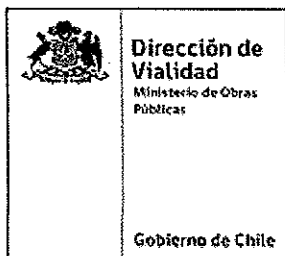 Dirección de
Vialidad
Ministerio de Obras
Públicas
Gobierno de Chile